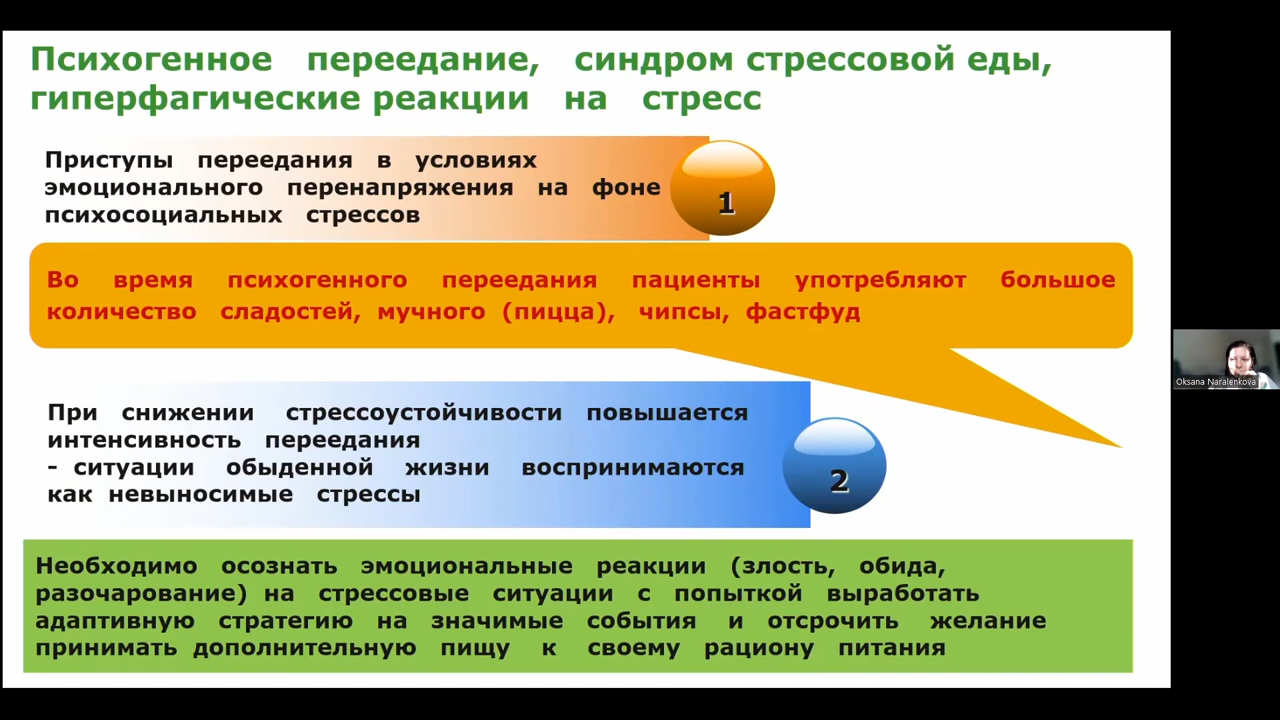 Психогенное переедание, синдром стрессовой еды,
гиперфагические реакции на стресс
Приступы переедания в условиях
эмоционального перенапряжения на фоне
психосоциальных стрессов
1
Во время психогенного переедания пациенты употребляют большое
количество сладостей, мучного (пицца), чипсы, фастфуд
При снижении стрессоустойчивости повышается
интенсивность переедания
- ситуации обыденной жизни воспринимаются
как невыносимые стрессы
2
Необходимо осознать эмоциональные реакции (злость, обида,
разочарование) на стрессовые ситуации с попыткой выработать
адаптивную стратегию на значимые события и отсрочить желание
принимать дополнительную пищу к своему рациону питания
Oksana Naralenkova